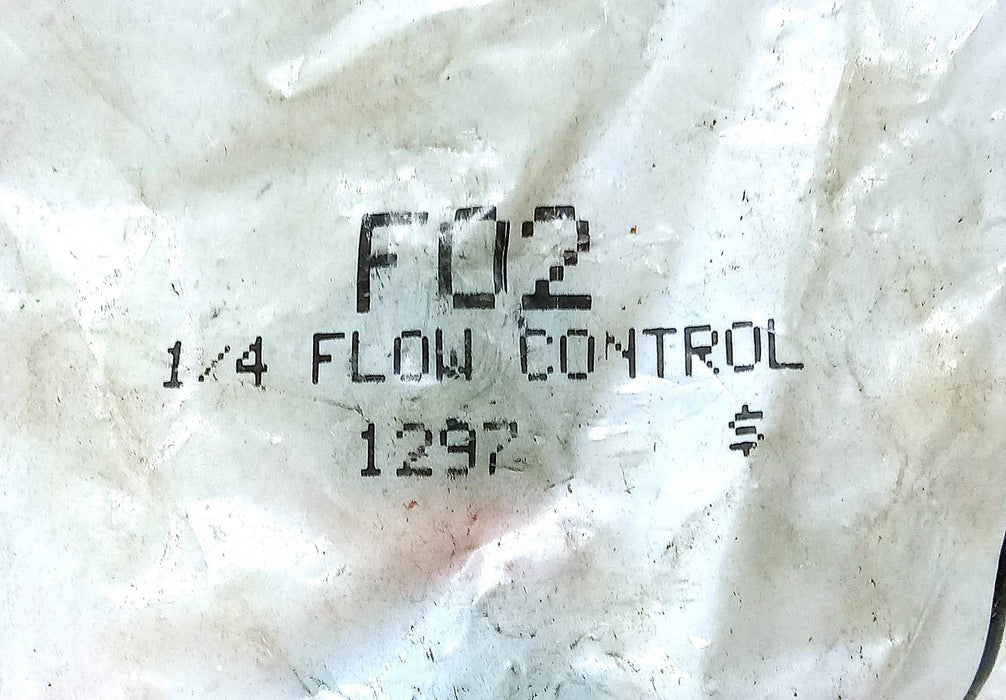 F02
1/4 FLOW CONTROL
1297 $